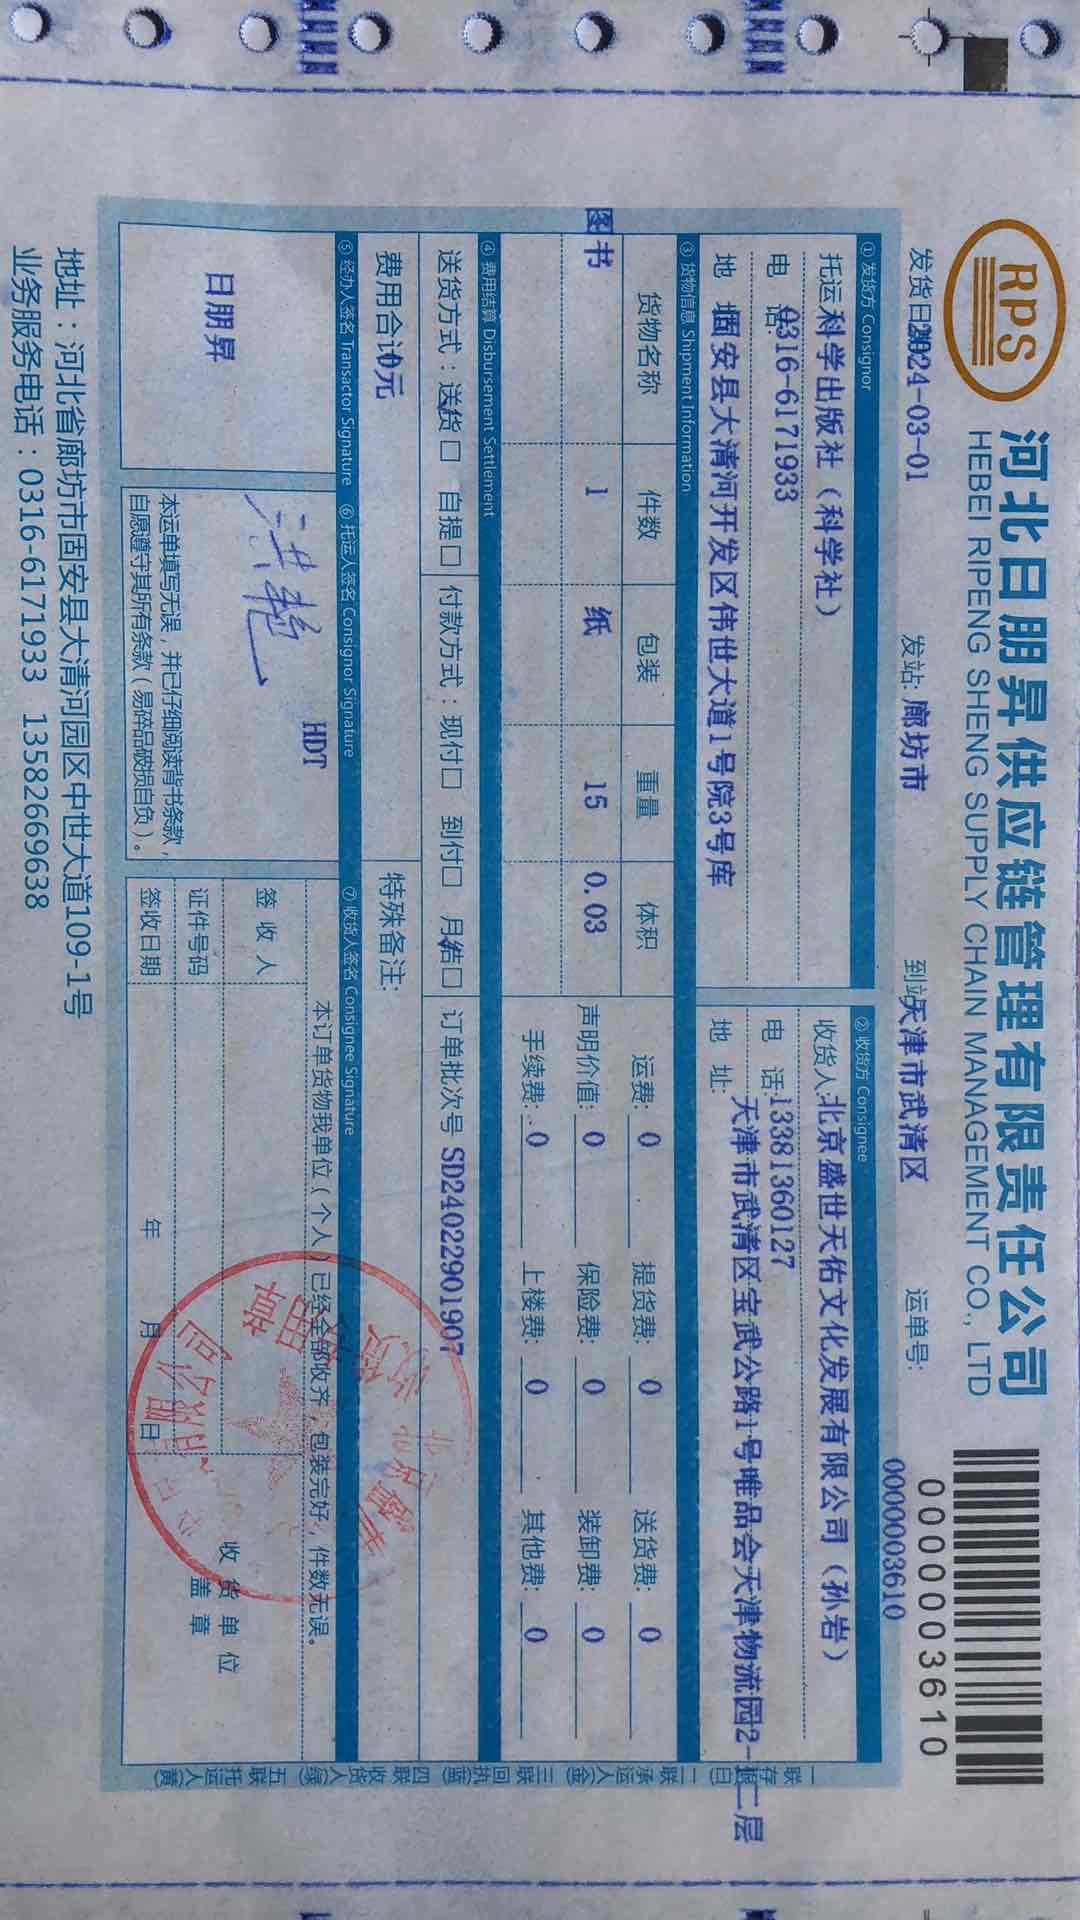 RPS
河北日朋昇供应链管理有限责任公司
HEBEI RIPENG SHENG SUPPLY CHAIN MANAGEMENT CO., LTD
0000003610
发货日期2024-03-01 发站: 廊坊市 到站天津市武清区 运单号: 0000003610
① 发货方 Consignor
托运科学出版社（科学社）
电 话:0316-6171933
地 址固安县大清河开发区伟世大道1号院3号库
② 收货方 Consignee
收货人北京盛世天佑文化发展有限公司（孙岩）
电 话13381360127
地 址:天津市武清区宝武公路1号唯品会天津物流园2-1 二层
③ 货物信息 Shipment Information
货物名称 件数 包装 重量 体积
图书 1 纸 15 0.03
运费: 0 提货费: 0 送货费: 0
声明价值: 0 保险费: 0 装卸费: 0
手续费: 0 上楼费: 0 其他费: 0
④ 费用结算 Disbursement Settlement
送货方式：送货□ 自提□ 付款方式：现付□ 到付□ 月结□ 订单批次号 SD24022901907
费用合计0元 特殊备注:
⑤ 经办人签名 Transactor Signature ⑥ 托运人签名 Consignor Signature ⑦ 收货人签名 Consignee Signature
日朋昇
HDT
本运单填写无误，并已仔细阅读背书条款，
自愿遵守其所有条款（易碎品破损自负）。
本订单货物我单位（个人）已经全部收齐，包装完好，件数无误。
签 收 人
证件号码
签收日期 年 月 日
收 货 单 位
盖 章
一联存根(白) 二联承运人(金) 三联回执(蓝) 四联收货人(绿) 五联托运人(黄)
地址：河北省廊坊市固安县大清河园区中世大道109-1号
业务服务电话：0316-6171933 13582669638